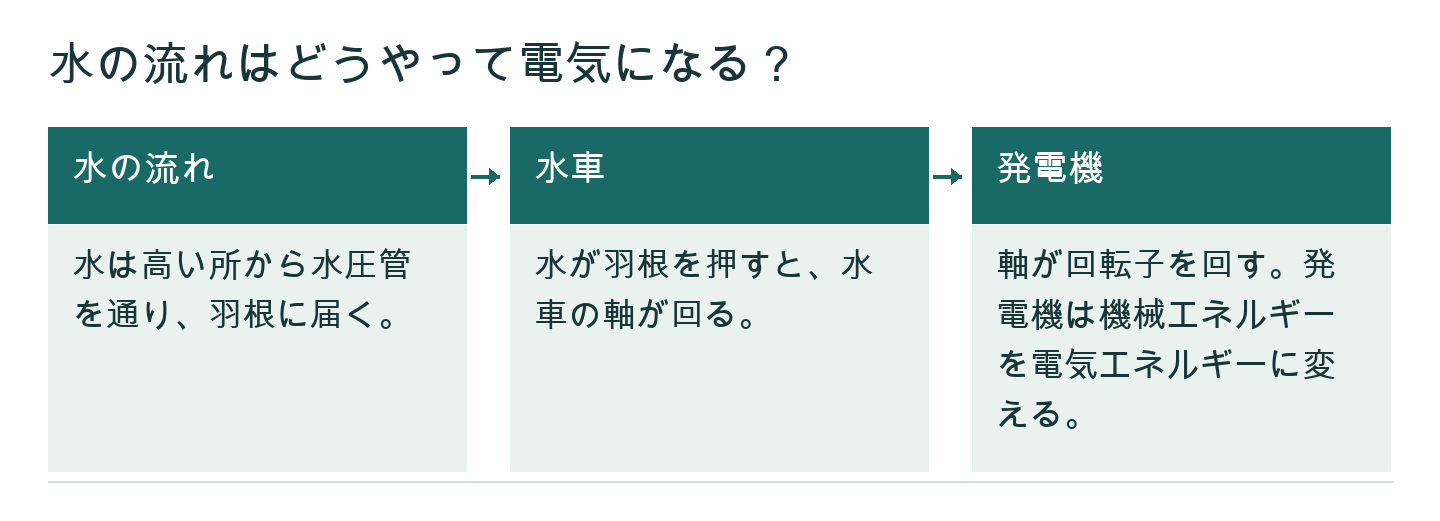 水の流れはどうやって電気になる？
水の流れ
水は高い所から水圧管
を通り、羽根に届く。
水車
水が羽根を押すと、水
車の軸が回る。
発電機
軸が回転子を回す。発
電機は機械エネルギー
を電気エネルギーに変
える。